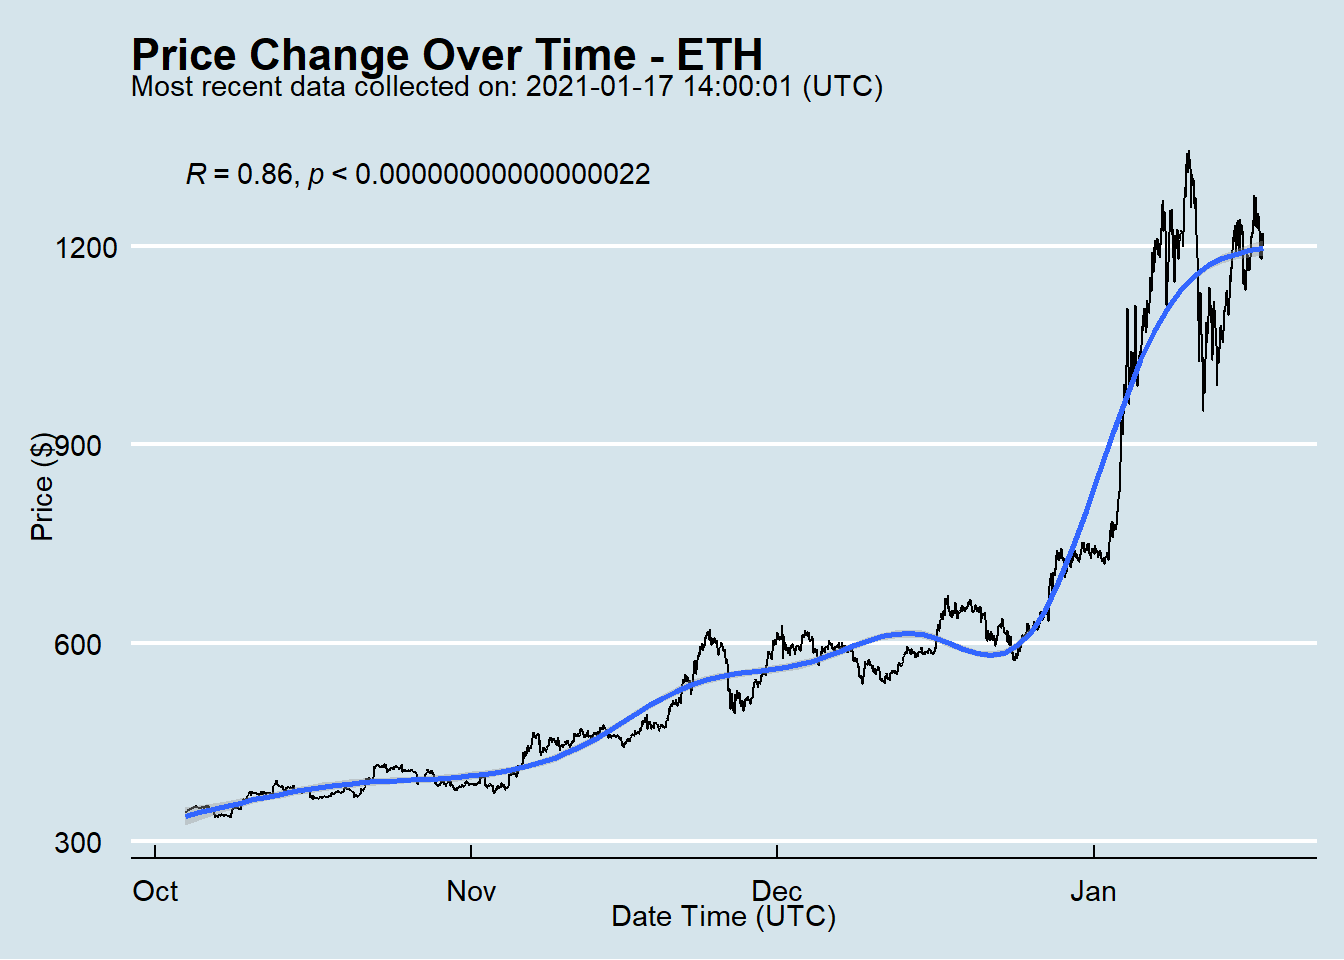 Price Change Over Time - ETH
Most recent data collected on: 2021-01-17 14:00:01 (UTC)
R = 0.86, p < 0.00000000000000022
1200
900
600
300
Price ($)
Oct Nov Dec Jan
Date Time (UTC)